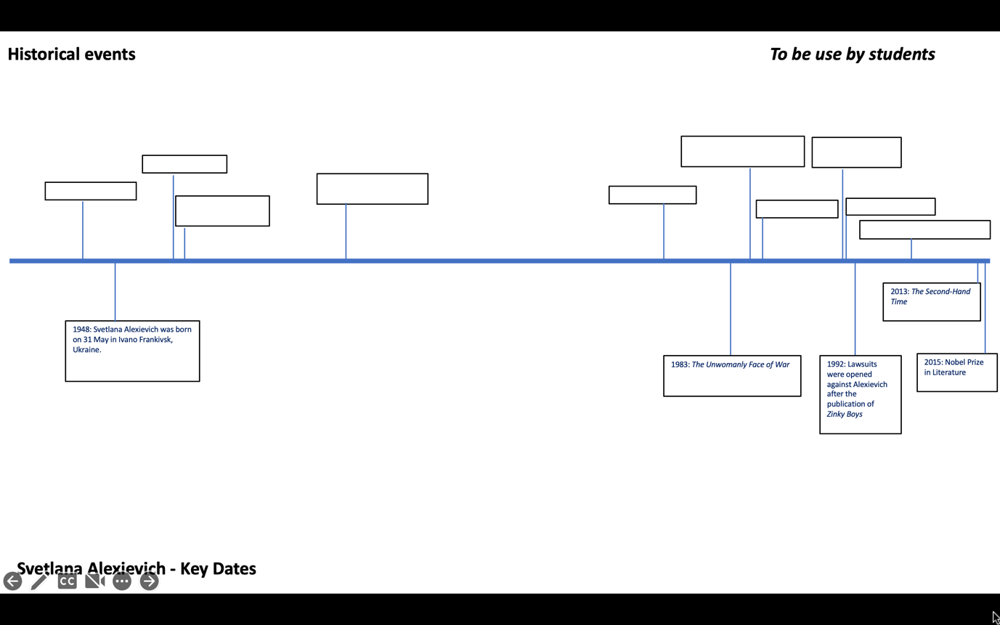 Historical events
To be use by students
1948: Svetlana Alexievich was born
on 31 May in Ivano Frankivsk,
Ukraine.
1983: The Unwomanly Face of War
1992: Lawsuits
were opened
against Alexievich
after the
publication of
Zinky Boys
2013: The Second-Hand
Time
2015: Nobel Prize
in Literature
Svetlana Alexievich - Key Dates
CC